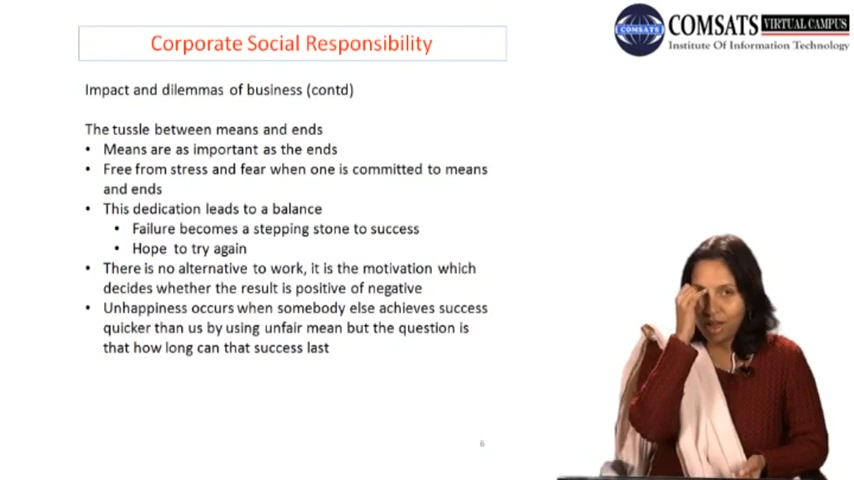 Corporate Social Responsibility
COMSATS VIRTUAL CAMPUS
COMSATS
Institute Of Information Technology
Impact and dilemmas of business (contd)
The tussle between means and ends
• Means are as important as the ends
• Free from stress and fear when one is committed to means
and ends
• This dedication leads to a balance
• Failure becomes a stepping stone to success
• Hope to try again
• There is no alternative to work, it is the motivation which
decides whether the result is positive of negative
• Unhappiness occurs when somebody else achieves success
quicker than us by using unfair mean but the question is
that how long can that success last
6